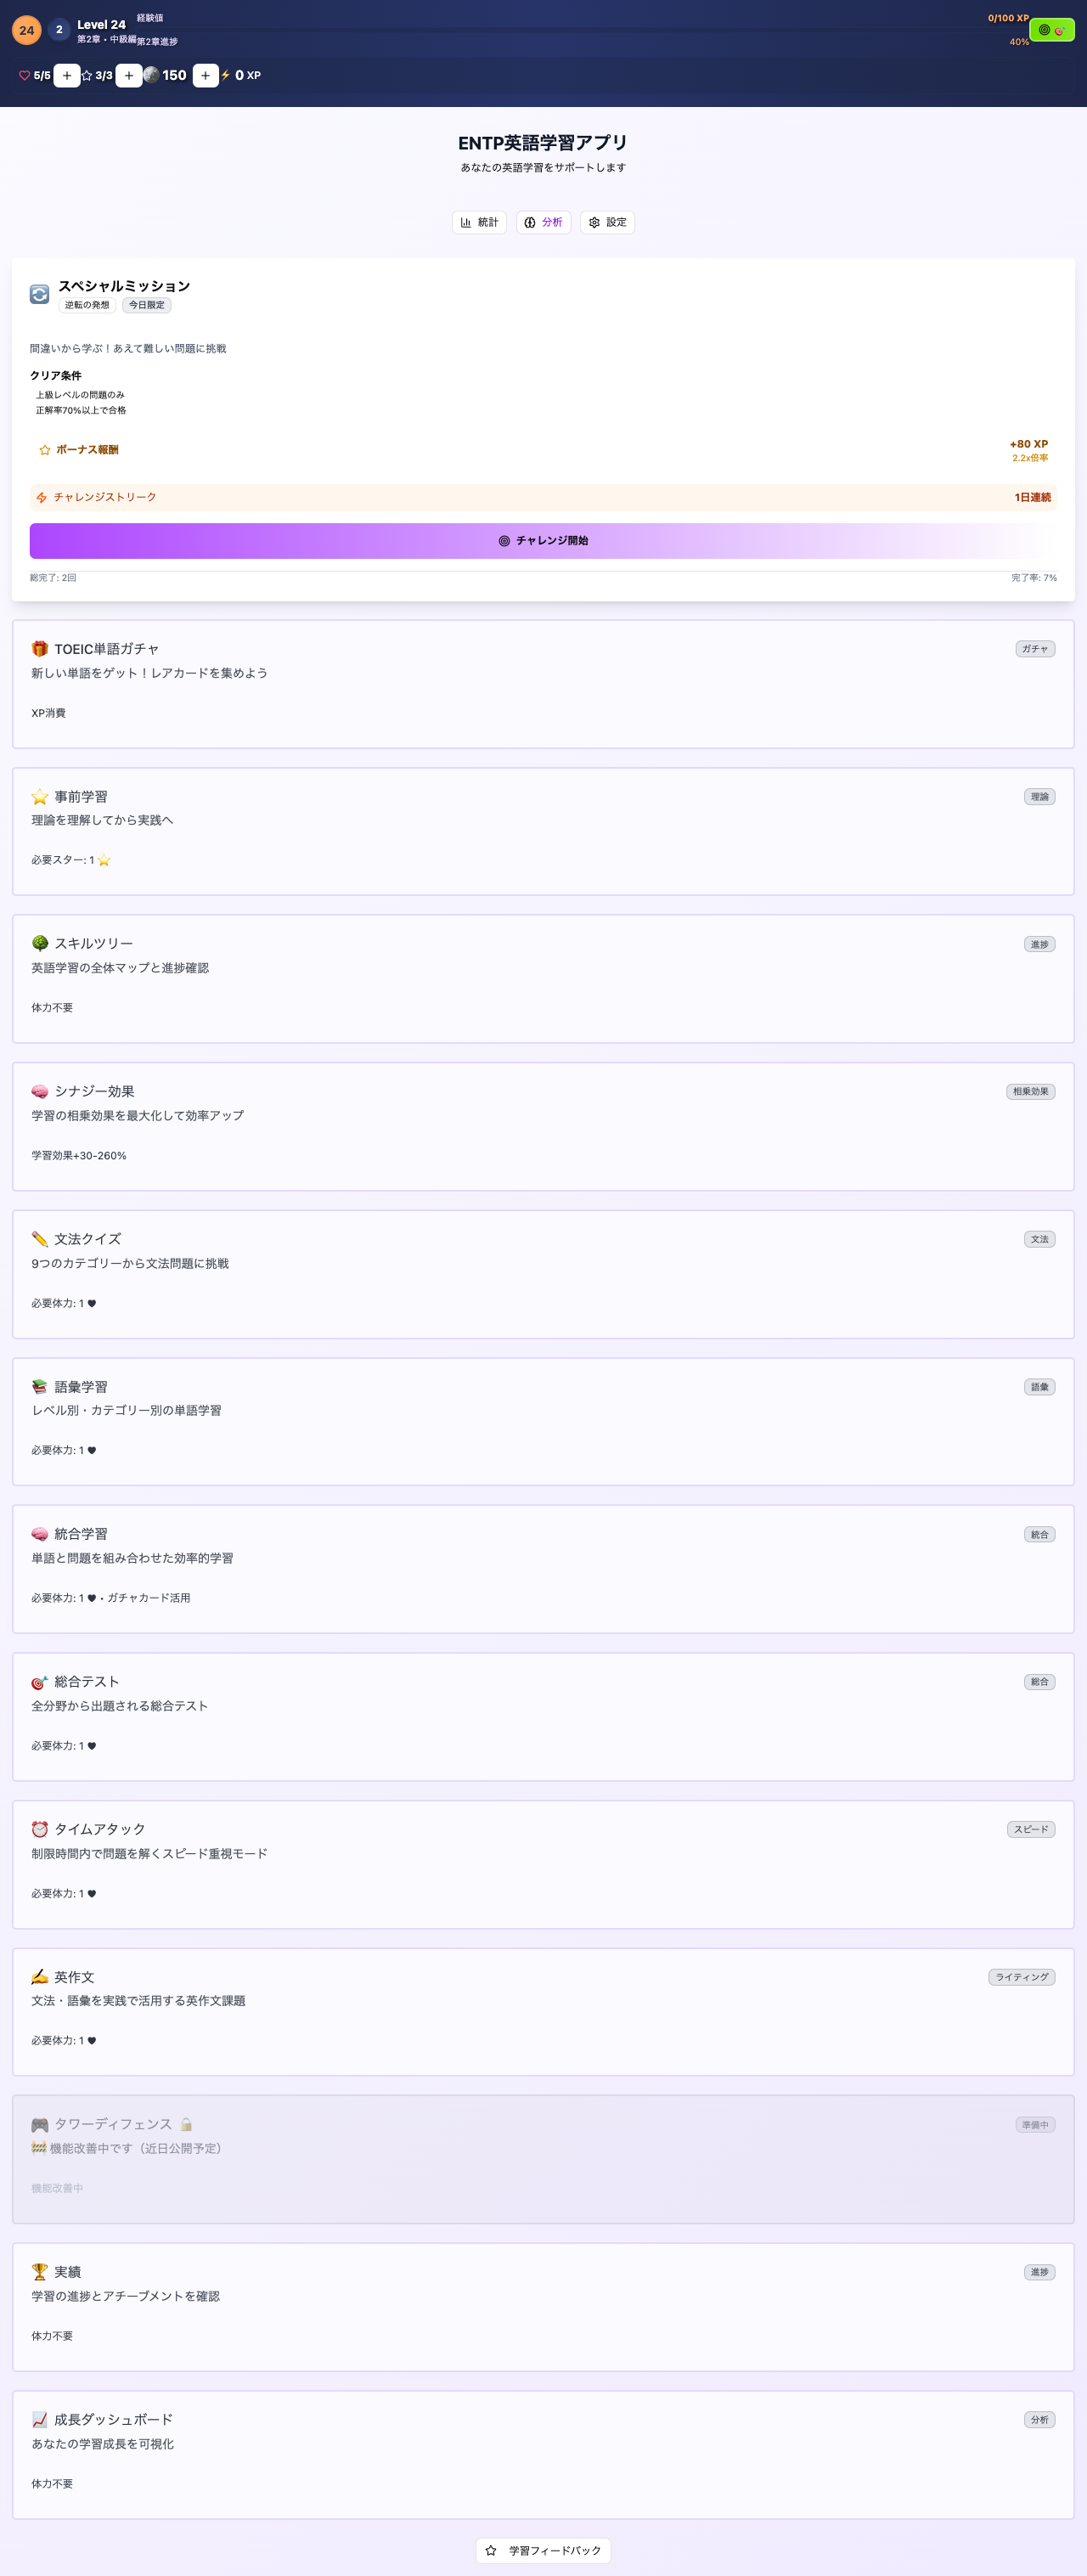 24
2
Level 24
第2章・中級編
経験値
0/100 XP
第2章進捗
40%
5/5
3/3
150
0 XP
ENTP英語学習アプリ
あなたの英語学習をサポートします
統計
分析
設定
スペシャルミッション
逆転の発想
今日限定
間違いから学ぶ！あえて難しい問題に挑戦
クリア条件
上級レベルの問題のみ
正解率70%以上で合格
ボーナス報酬
+80 XP
2.2x倍率
チャレンジストリーク
1日連続
チャレンジ開始
総完了: 2回
完了率: 7%
TOEIC単語ガチャ
ガチャ
新しい単語をゲット！レアカードを集めよう
XP消費
事前学習
理論
理論を理解してから実践へ
必要スター: 1 ⭐
スキルツリー
進捗
英語学習の全体マップと進捗確認
体力不要
シナジー効果
相乗効果
学習の相乗効果を最大化して効率アップ
学習効果+30-260%
文法クイズ
文法
9つのカテゴリーから文法問題に挑戦
必要体力: 1 ♥
語彙学習
語彙
レベル別・カテゴリー別の単語学習
必要体力: 1 ♥
統合学習
統合
単語と問題を組み合わせた効率的学習
必要体力: 1 ♥ • ガチャカード活用
総合テスト
総合
全分野から出題される総合テスト
必要体力: 1 ♥
タイムアタック
スピード
制限時間内で問題を解くスピード重視モード
必要体力: 1 ♥
英作文
ライティング
文法・語彙を実践で活用する英作文課題
必要体力: 1 ♥
タワーディフェンス 🔒
準備中
🚧 機能改善中です（近日公開予定）
機能改善中
実績
進捗
学習の進捗とアチーブメントを確認
体力不要
成長ダッシュボード
分析
あなたの学習成長を可視化
体力不要
学習フィードバック